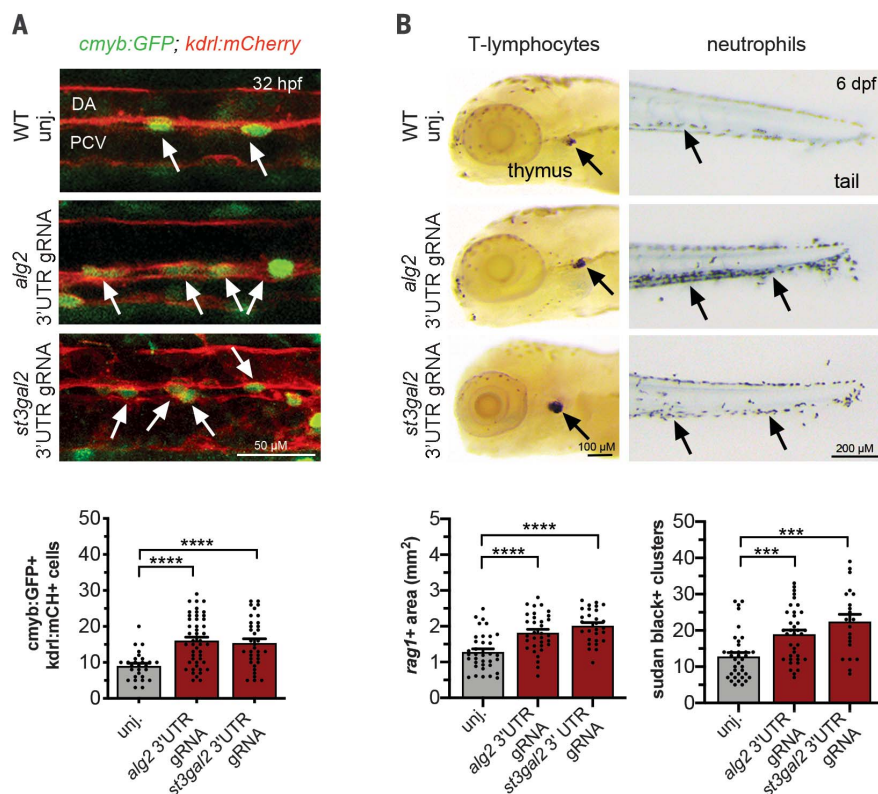 A
cmyb:GFP; kdrl:mCherry
WT
unj.
32 hpf
DA
PCV
alg2
3'UTR gRNA
st3gal2
3'UTR gRNA
50 µM
cmyb:GFP+
kdrl:mCH+ cells
50
40
30
20
10
0
****
****
unj.
alg2 3'UTR
gRNA
st3gal2 3'UTR
gRNA
B
T-lymphocytes
neutrophils
WT
unj.
thymus
6 dpf
tail
alg2
3'UTR gRNA
st3gal2
3'UTR gRNA
100 µM
200 µM
rag1+ area (mm²)
5
4
3
2
1
0
****
****
unj.
alg2 3'UTR
gRNA
st3gal2 3' UTR
gRNA
sudan black+ clusters
50
40
30
20
10
0
***
***
unj.
alg2 3'UTR
gRNA
st3gal2 3'UTR
gRNA